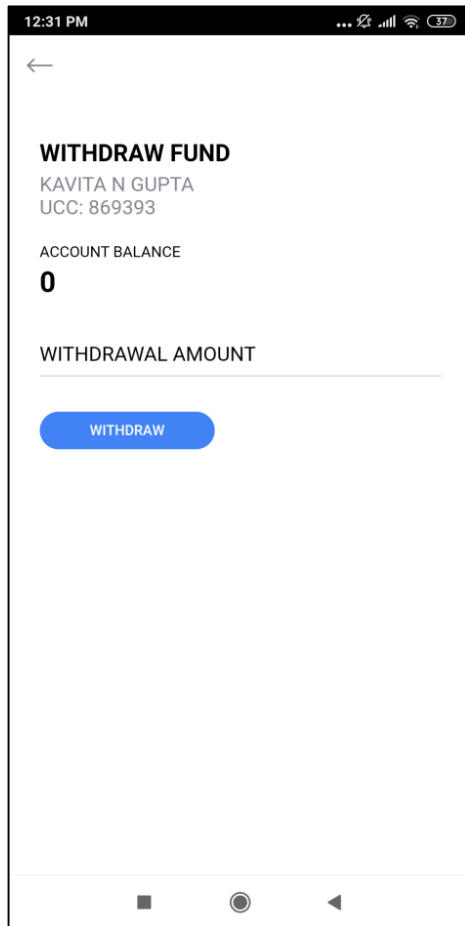 12:31 PM
37
WITHDRAW FUND
KAVITA N GUPTA
UCC: 869393
ACCOUNT BALANCE
0
WITHDRAWAL AMOUNT
WITHDRAW